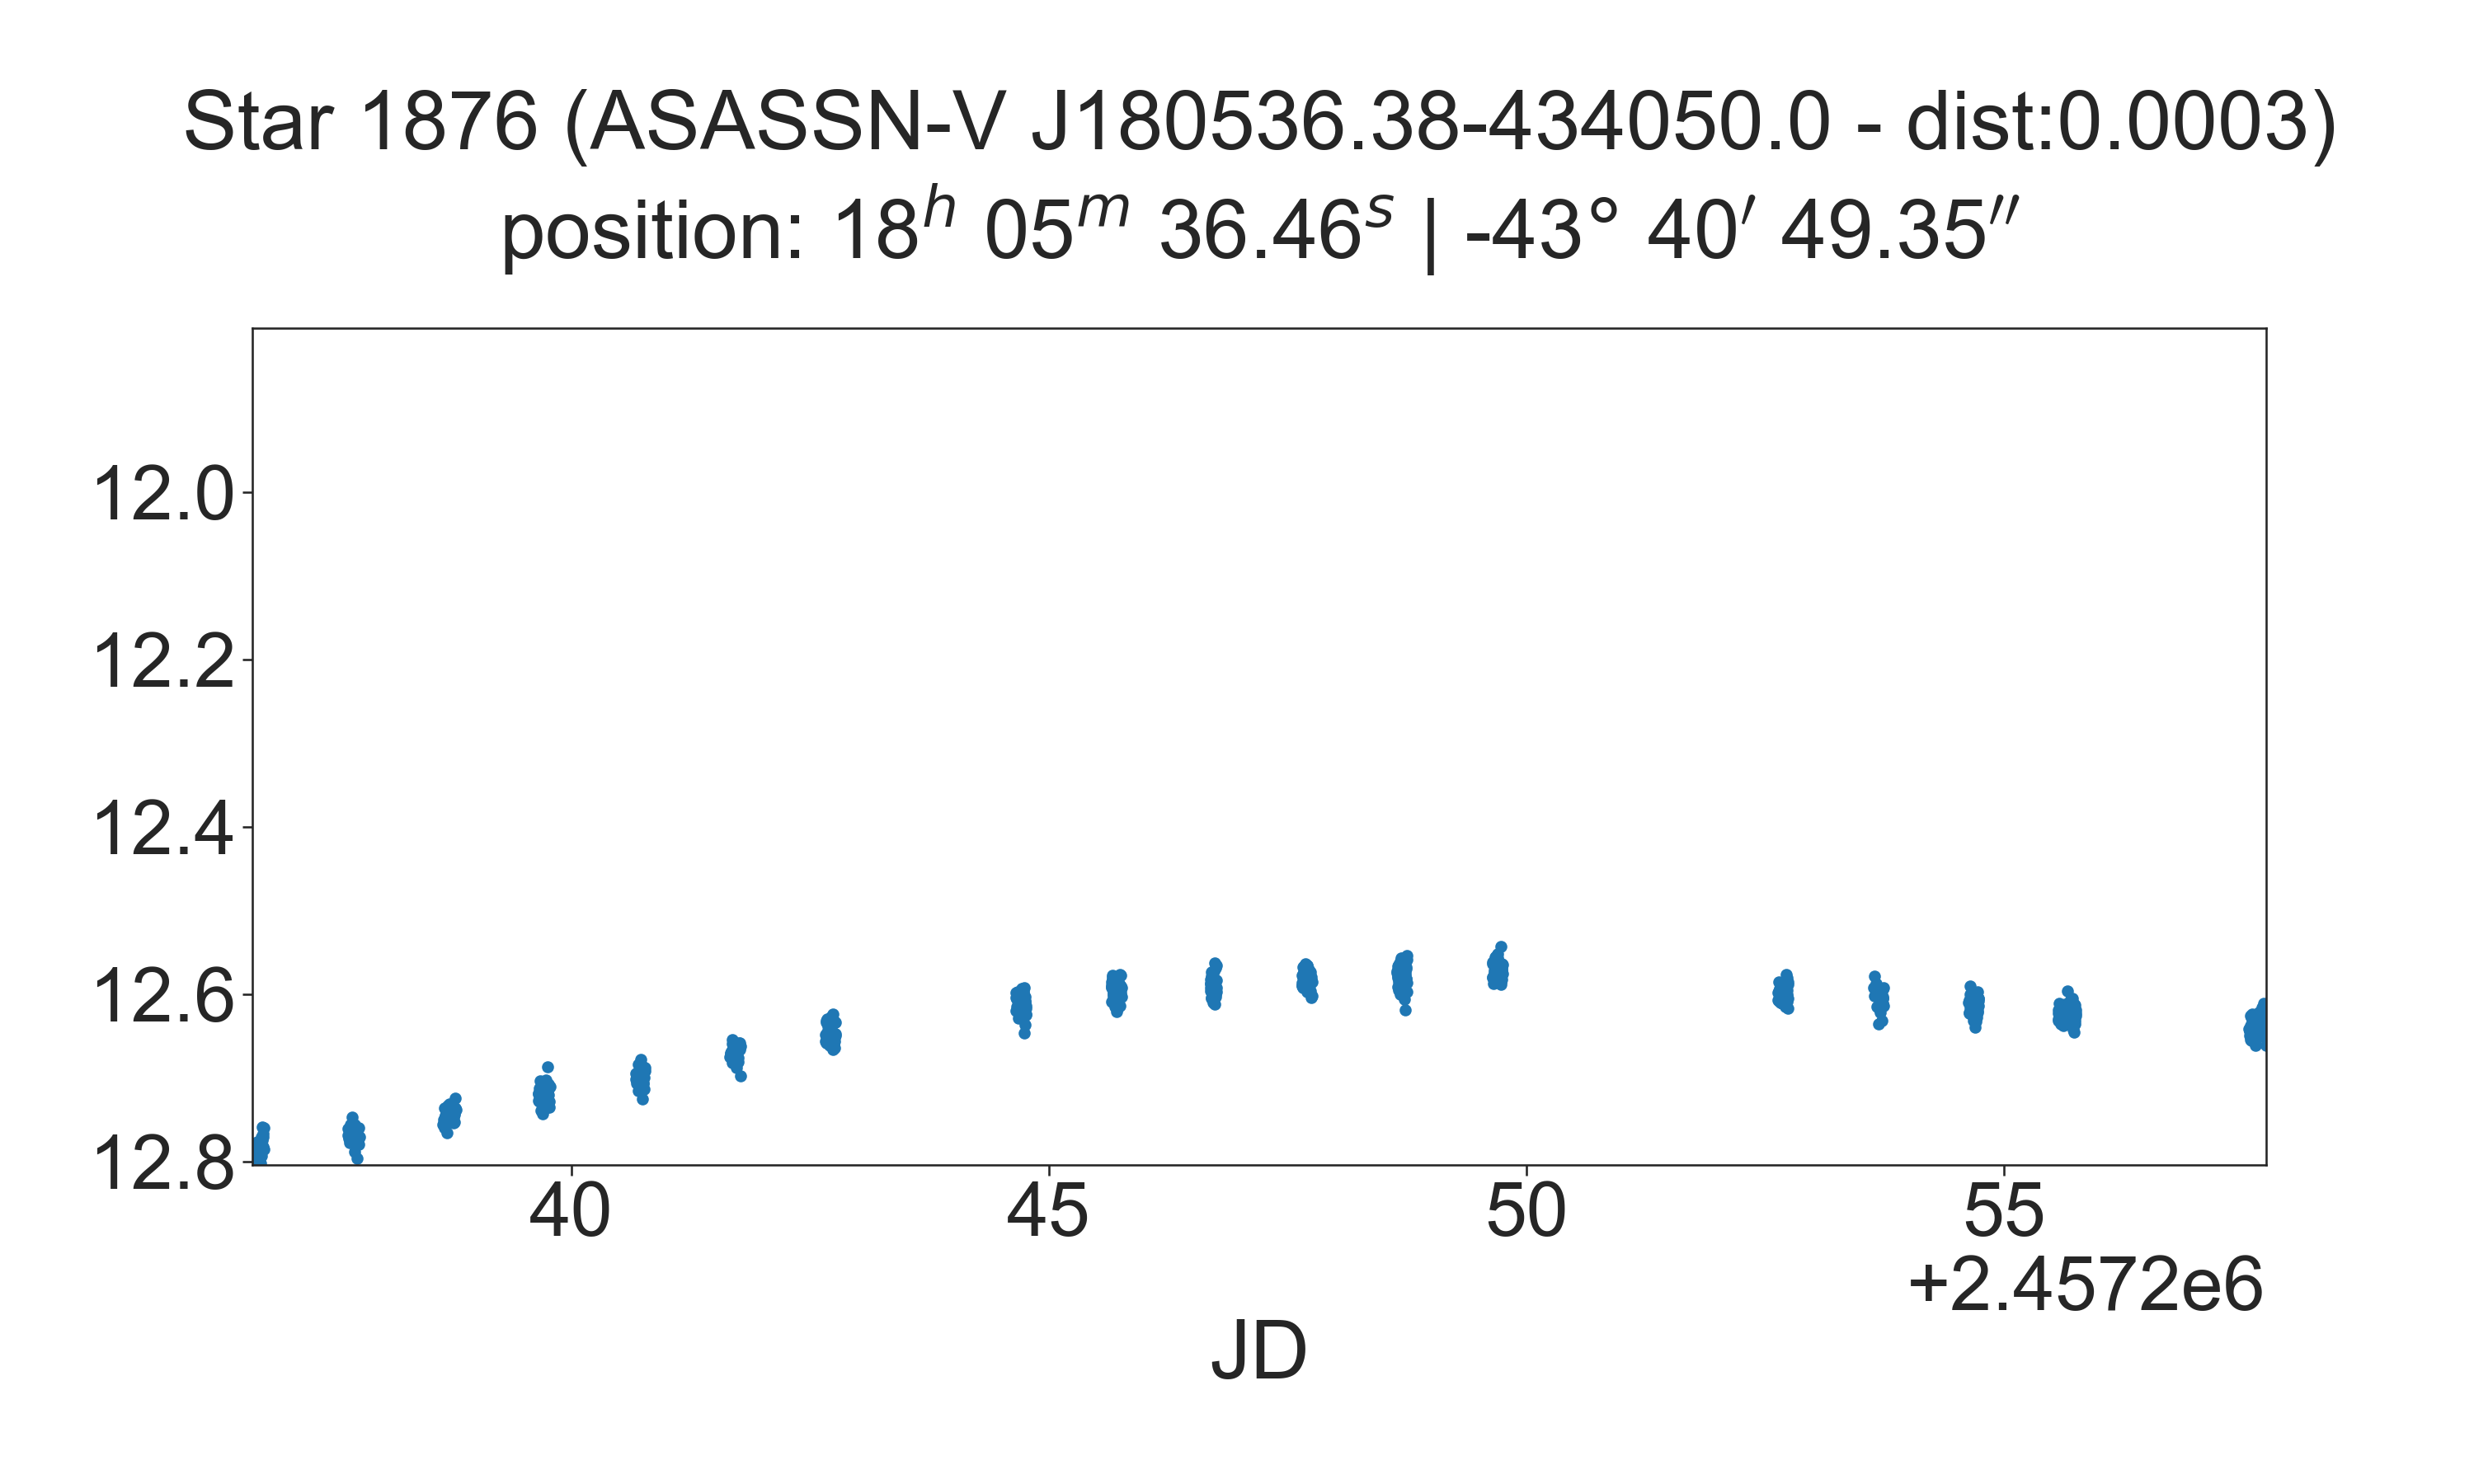 Star 1876 (ASASSN-V J180536.38-434050.0 - dist:0.0003)
position: 18ʰ 05ᵐ 36.46ˢ | -43° 40′ 49.35″
12.0
12.2
12.4
12.6
12.8
40 45 50 55
+2.4572e6
JD